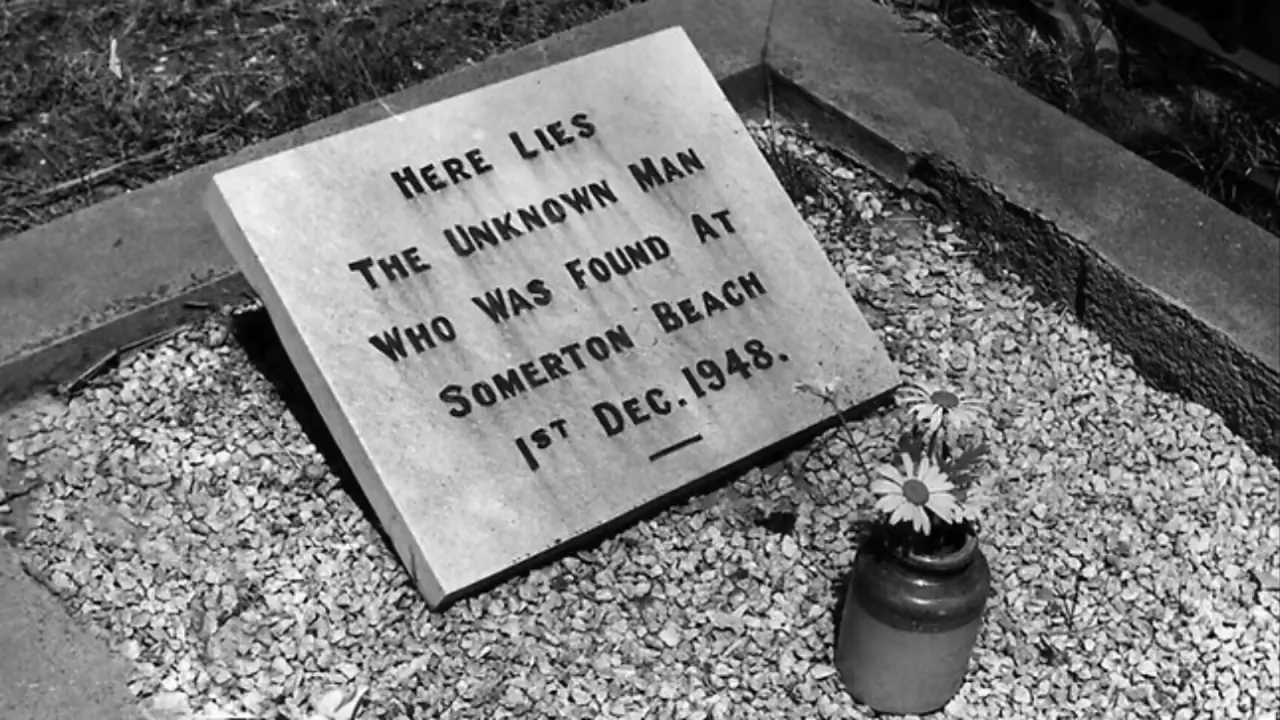 HERE LIES
THE UNKNOWN MAN
WHO WAS FOUND AT
SOMERTON BEACH
1ST DEC. 1948.